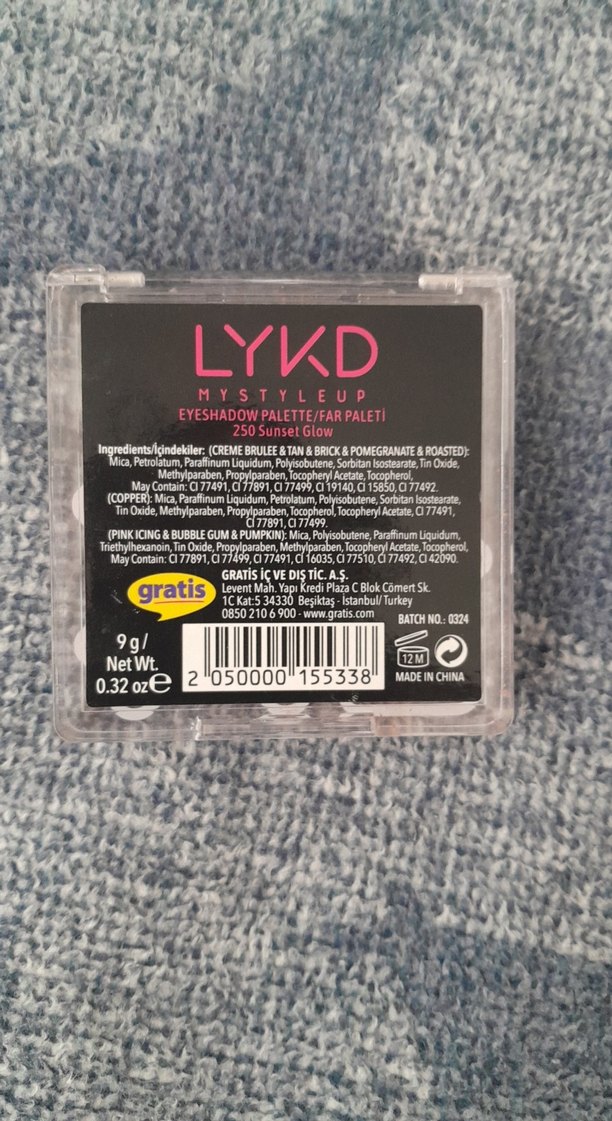 LYKD
MYSTYLEUP
EYESHADOW PALETTE/FAR PALETİ
250 Sunset Glow
Ingredients/İçindekiler: (CREME BRULEE & TAN & BRICK & POMEGRANATE & ROASTED):
Mica, Petrolatum, Paraffinum Liquidum, Polyisobutene, Sorbitan Isostearate, Tin Oxide,
Methylparaben, Propylparaben, Tocopheryl Acetate, Tocopherol,
May Contain: CI 77491, CI 77891, CI 77499, CI 19140, CI 15850, CI 77492.
(COPPER): Mica, Paraffinum Liquidum, Petrolatum, Polyisobutene, Sorbitan Isostearate,
Tin Oxide, Methylparaben, Propylparaben, Tocopherol, Tocopheryl Acetate, CI 77491,
CI 77891, CI 77499.
(PINK ICING & BUBBLE GUM & PUMPKIN): Mica, Polyisobutene, Paraffinum Liquidum,
Triethylhexanoin, Tin Oxide, Propylparaben, Methylparaben, Tocopheryl Acetate, Tocopherol,
May Contain: CI 77891, CI 77499, CI 77491, CI 16035, CI 77510, CI 77492, CI 42090.
gratis
GRATİS İÇ VE DIŞ TİC. A.Ş.
Levent Mah. Yapı Kredi Plaza C Blok Cömert Sk.
1C Kat:5 34330 Beşiktaş - İstanbul/ Turkey
0850 210 6 900 - www.gratis.com
BATCH NO.: 0324
9 g/
Net Wt.
0.32 oz e
2 050000 155338
12 M
MADE IN CHINA